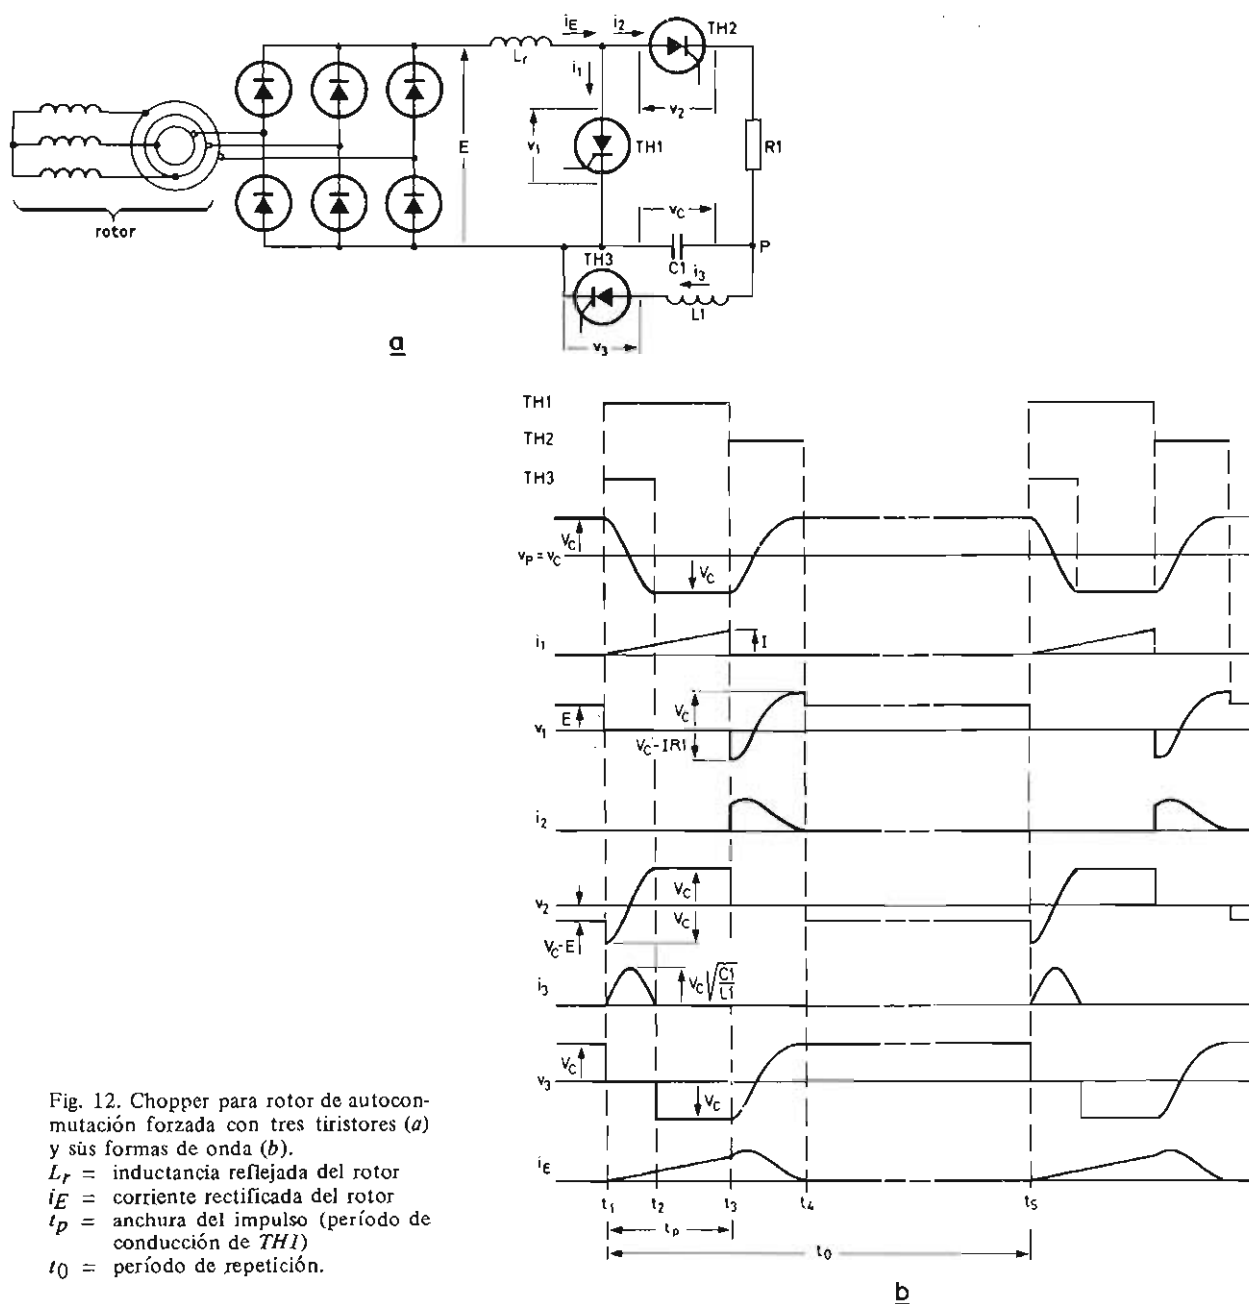 i_E i_2 TH2
L_r
i_1
v_2
E v_1 TH1 R1
v_C
rotor
TH3 C1 P
i_3
L1
v_3
a
TH1
TH2
TH3
V_C
v_P = v_C
V_C
i_1 I
E V_C
v_1
V_C-IR1
i_2
V_C
v_2
V_C
V_C-E
i_3 V_C√C1/L1
V_C
v_3
V_C
i_E
t_1 t_2 t_3 t_4 t_5
t_p
t_0
b
Fig. 12. Chopper para rotor de autocon-
mutación forzada con tres tiristores (a)
y sus formas de onda (b).
L_r = inductancia reflejada del rotor
i_E = corriente rectificada del rotor
t_p = anchura del impulso (período de
conducción de TH1)
t_0 = período de repetición.